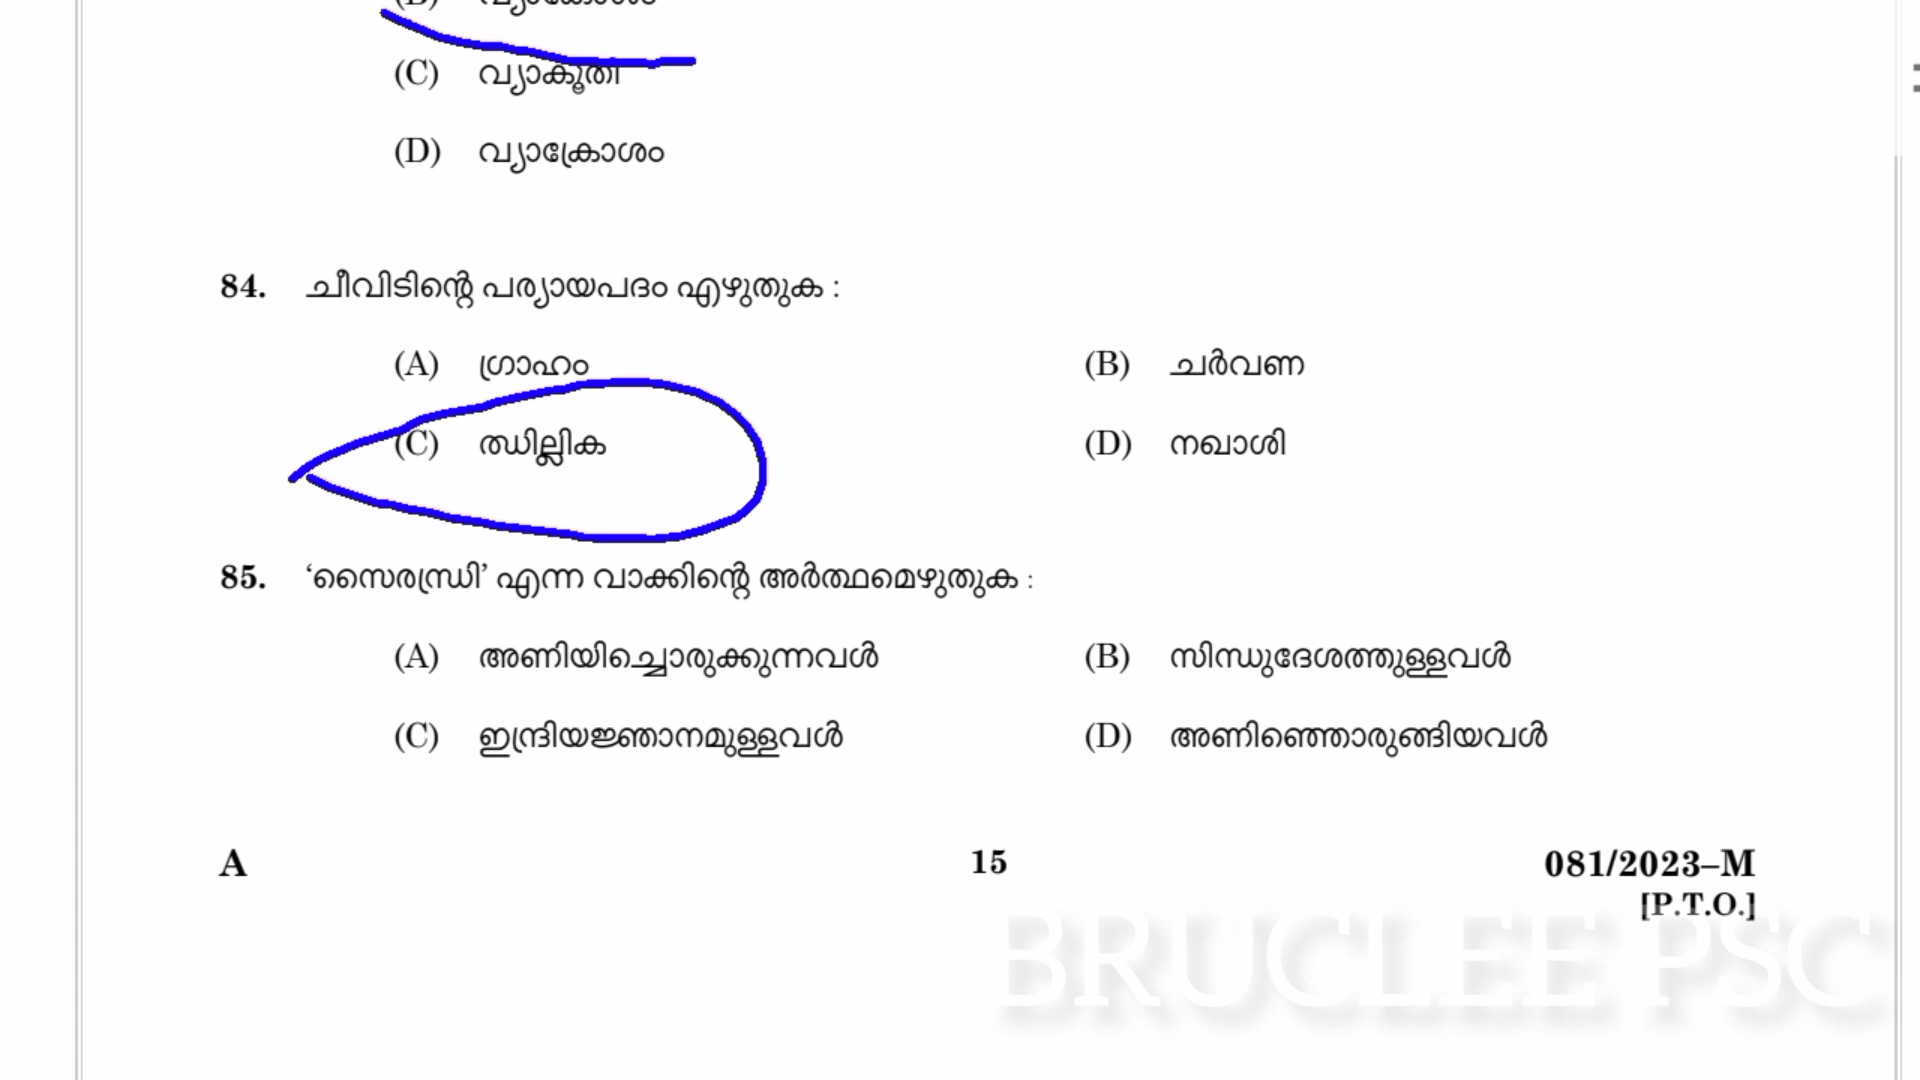 (B) വ്യാകോശം
(C) വ്യാകൂതി
(D) വ്യാക്രോശം
84. ചീവിടിന്റെ പര്യായപദം എഴുതുക :
(A) ഗ്രാഹം (B) ചർവണ
(C) ഝില്ലിക (D) നഖാശി
85. ‘സൈരന്ധ്രി’ എന്ന വാക്കിന്റെ അർത്ഥമെഴുതുക :
(A) അണിയിച്ചൊരുക്കുന്നവൾ (B) സിന്ധുദേശത്തുള്ളവൾ
(C) ഇന്ദ്രിയജ്ഞാനമുള്ളവൾ (D) അണിഞ്ഞൊരുങ്ങിയവൾ
A 15 081/2023–M
[P.T.O.]
BRUCLEE PSC